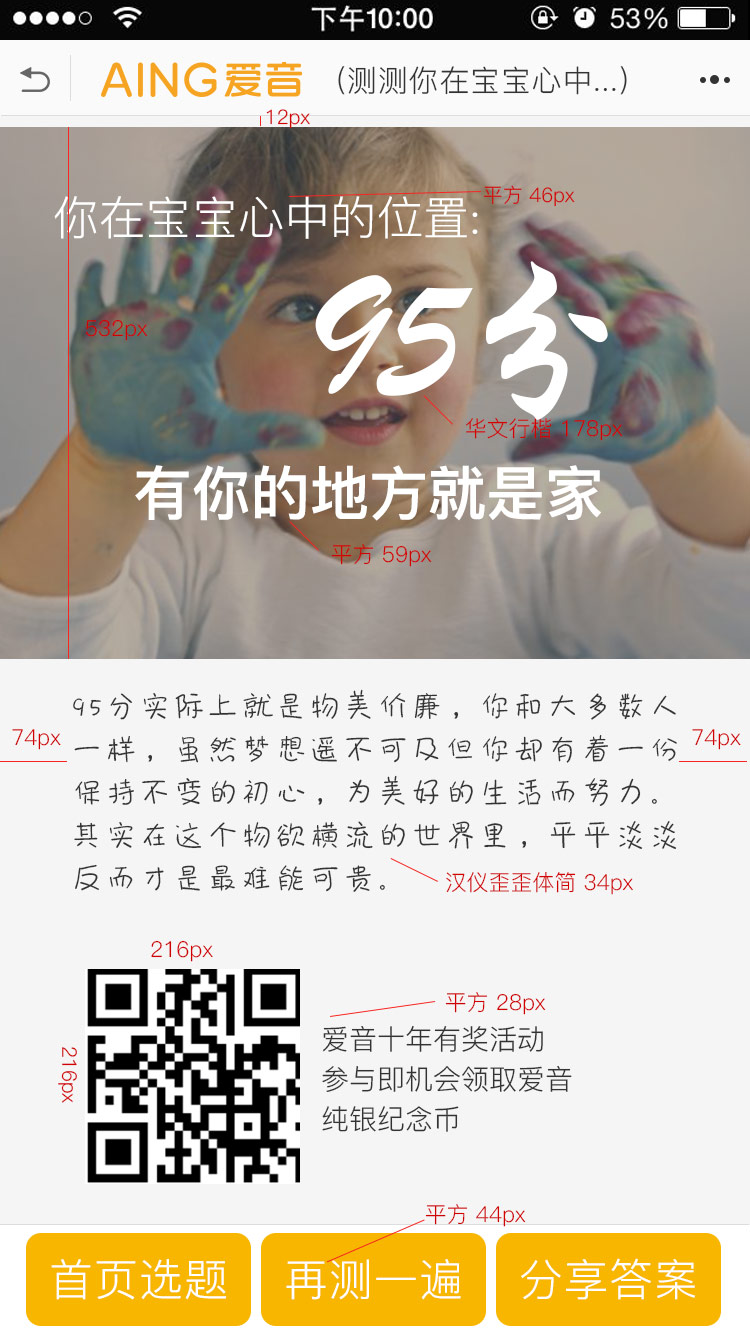 下午10:00
53%
AING爱音 (测测你在宝宝心中...)
12px
平方 46px
你在宝宝心中的位置:
95分
532px
华文行楷 178px
有你的地方就是家
平方 59px
95分实际上就是物美价廉，你和大多数人
74px
74px
一样，虽然梦想遥不可及但你却有着一份
保持不变的初心，为美好的生活而努力。
其实在这个物欲横流的世界里，平平淡淡
反而才是最难能可贵。
汉仪歪歪体简 34px
216px
平方 28px
爱音十年有奖活动
216px
参与即机会领取爱音
纯银纪念币
平方 44px
首页选题
再测一遍
分享答案